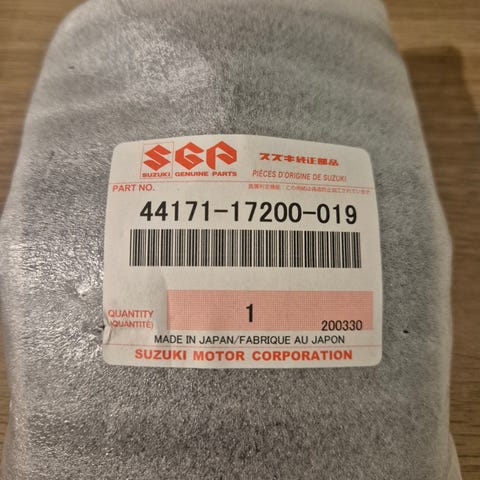 SGP スズキ純正部品
SUZUKI GENUINE PARTS PIÈCES D'ORIGINE DE SUZUKI
PART NO.
44171-17200-019
QUANTITY
(QUANTITÉ) 1 200330
MADE IN JAPAN/FABRIQUE AU JAPON
SUZUKI MOTOR CORPORATION